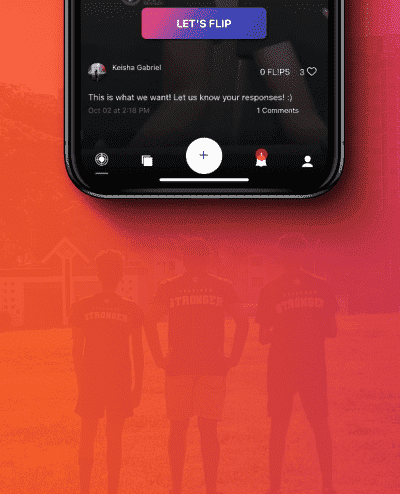 LET'S FLIP
Keisha Gabriel
0 FLIPS 3
This is what we want! Let us know your responses! :)
Oct 02 at 2:18 PM 1 Comments
STRONGER STRONGER STRONGER